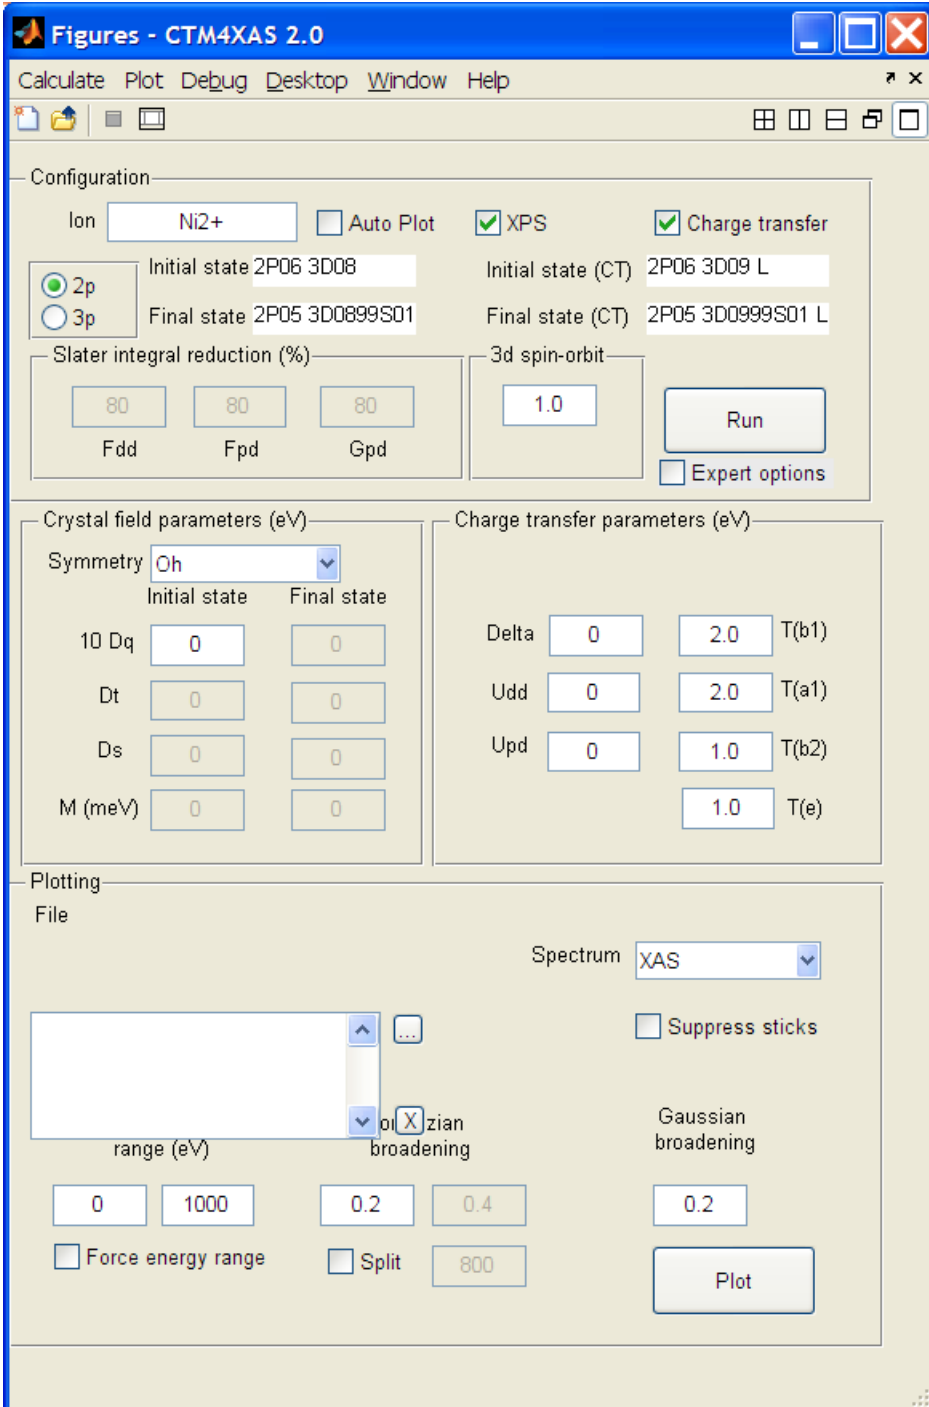 Figures - CTM4XAS 2.0
Calculate Plot Debug Desktop Window Help
Configuration
Ion Ni2+ Auto Plot XPS Charge transfer
2p
3p
Initial state 2P06 3D08
Initial state (CT) 2P06 3D09 L
Final state 2P05 3D0899S01
Final state (CT) 2P05 3D0999S01 L
Slater integral reduction (%)
80 80 80
Fdd Fpd Gpd
3d spin-orbit
1.0
Run
Expert options
Crystal field parameters (eV)
Symmetry Oh
Initial state Final state
10 Dq 0 0
Dt 0 0
Ds 0 0
M (meV) 0 0
Charge transfer parameters (eV)
Delta 0 2.0 T(b1)
Udd 0 2.0 T(a1)
Upd 0 1.0 T(b2)
1.0 T(e)
Plotting
File
Spectrum XAS
...
Suppress sticks
X
range (eV)
broadening
Gaussian
broadening
0 1000 0.2 0.4 0.2
Force energy range Split 800
Plot